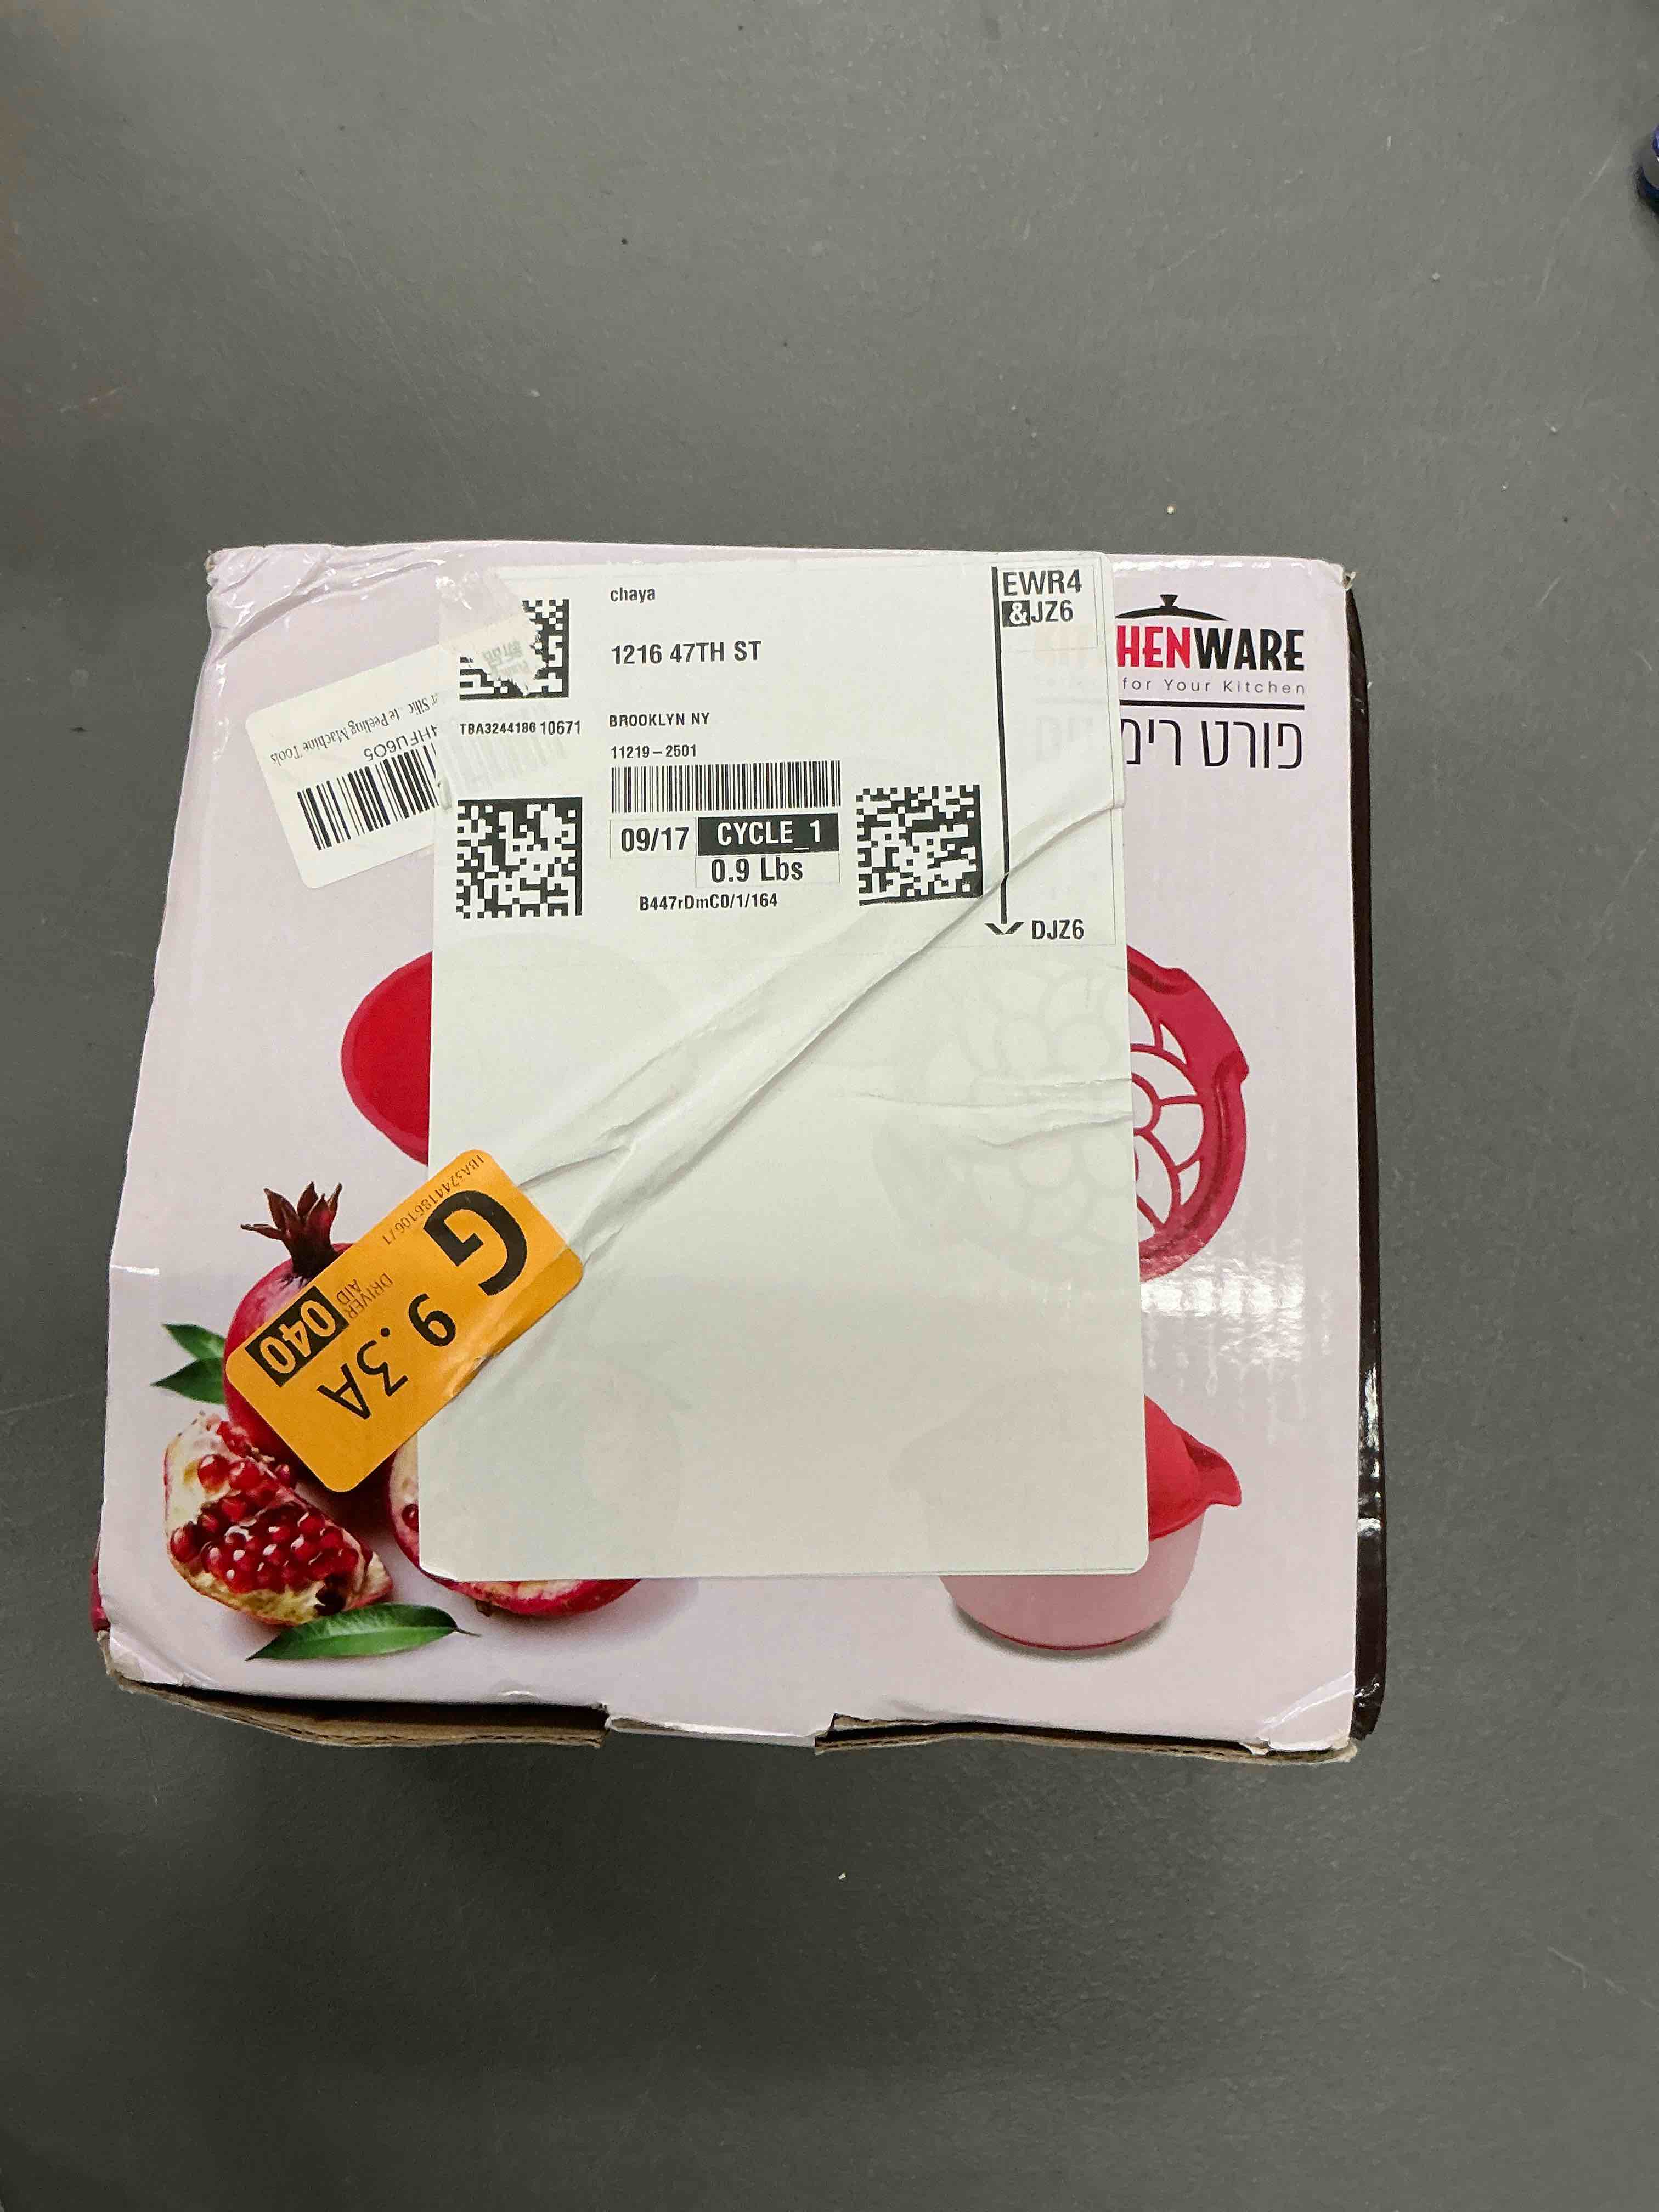 chaya
1216 47TH ST
TBA3244186 10671
BROOKLYN NY
11219-2501
09/17 CYCLE_1
0.9 Lbs
B447rDmC0/1/164
EWR4
&JZ6
DJZ6
HENWARE
for Your Kitchen
פורט רימ
Peeling Machine Tools
4HFU6O5
G
DRIVER
AID
040
9.3A